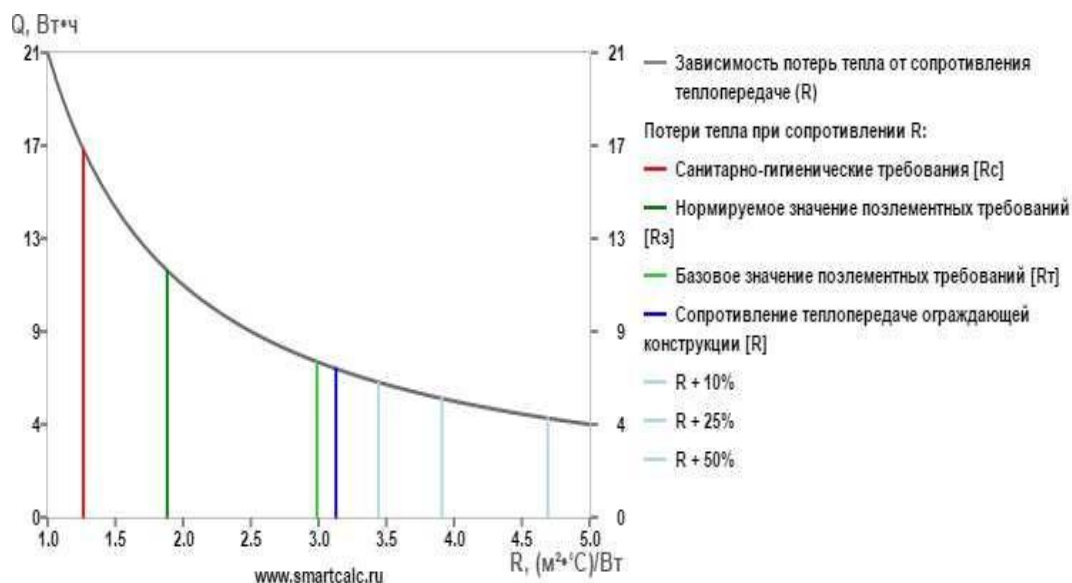 Q, Вт•ч
21
21
17
17
13
13
9
9
4
4
0
0
1.0 1.5 2.0 2.5 3.0 3.5 4.0 4.5 5.0
R, (м²•°С)/Вт
www.smartcalc.ru
Зависимость потерь тепла от сопротивления
теплопередаче (R)
Потери тепла при сопротивлении R:
Санитарно-гигиенические требования [Rс]
Нормируемое значение поэлементных требований
[Rэ]
Базовое значение поэлементных требований [Rт]
Сопротивление теплопередаче ограждающей
конструкции [R]
R + 10%
R + 25%
R + 50%